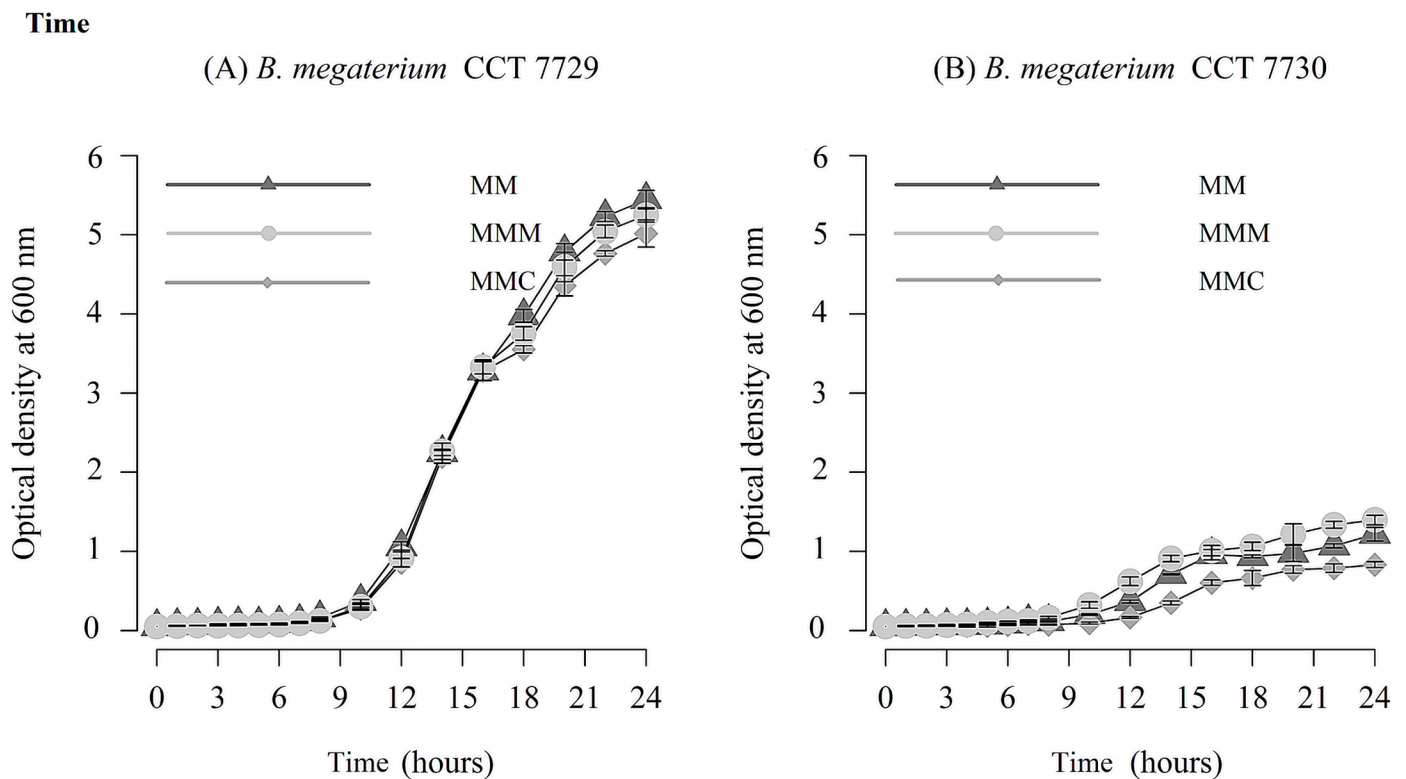 Time
(A) B. megaterium CCT 7729
6
5
4
3
2
1
0
MM
MMM
MMC
Optical density at 600 nm
0 3 6 9 12 15 18 21 24
Time (hours)
(B) B. megaterium CCT 7730
6
5
4
3
2
1
0
MM
MMM
MMC
Optical density at 600 nm
0 3 6 9 12 15 18 21 24
Time (hours)